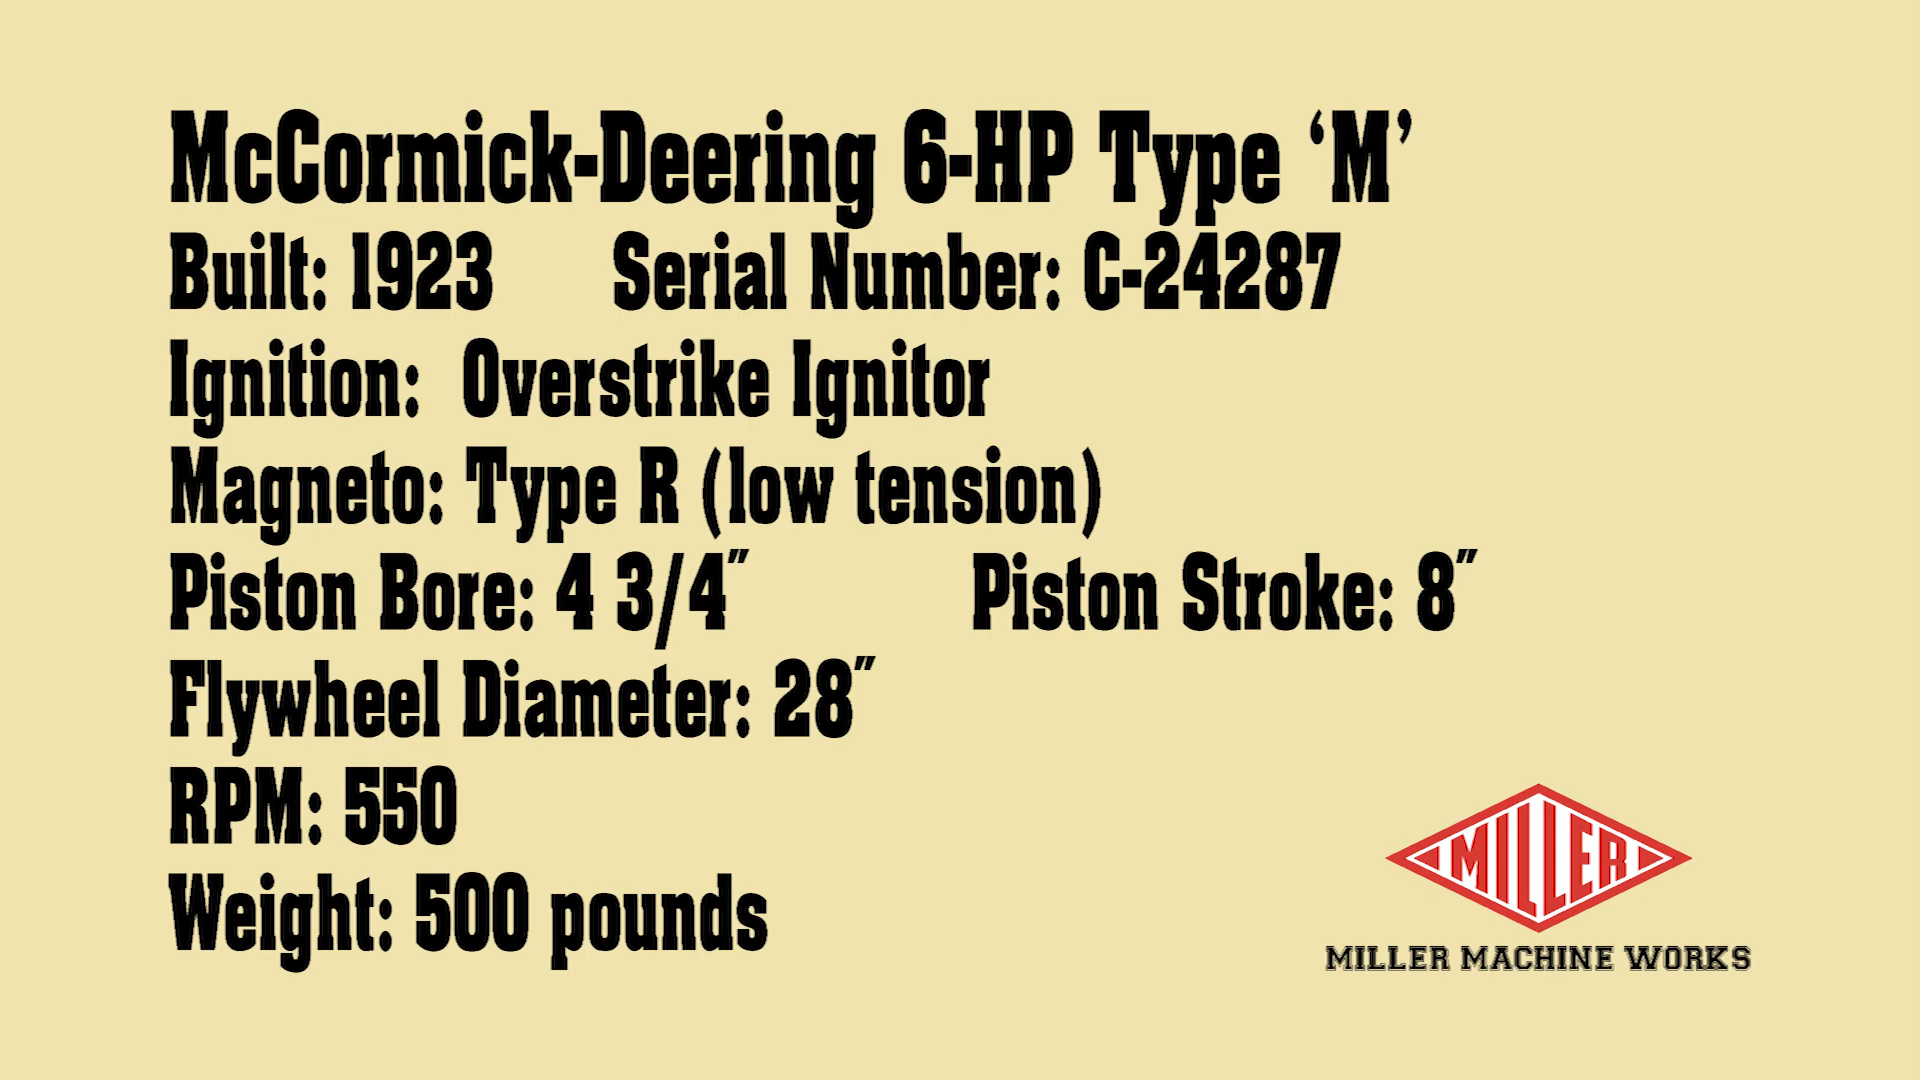 McCormick-Deering 6-HP Type ‘M’
Built: 1923 Serial Number: C-24287
Ignition: Overstrike Ignitor
Magneto: Type R (low tension)
Piston Bore: 4 3/4" Piston Stroke: 8"
Flywheel Diameter: 28"
RPM: 550
Weight: 500 pounds
MILLER
MILLER MACHINE WORKS